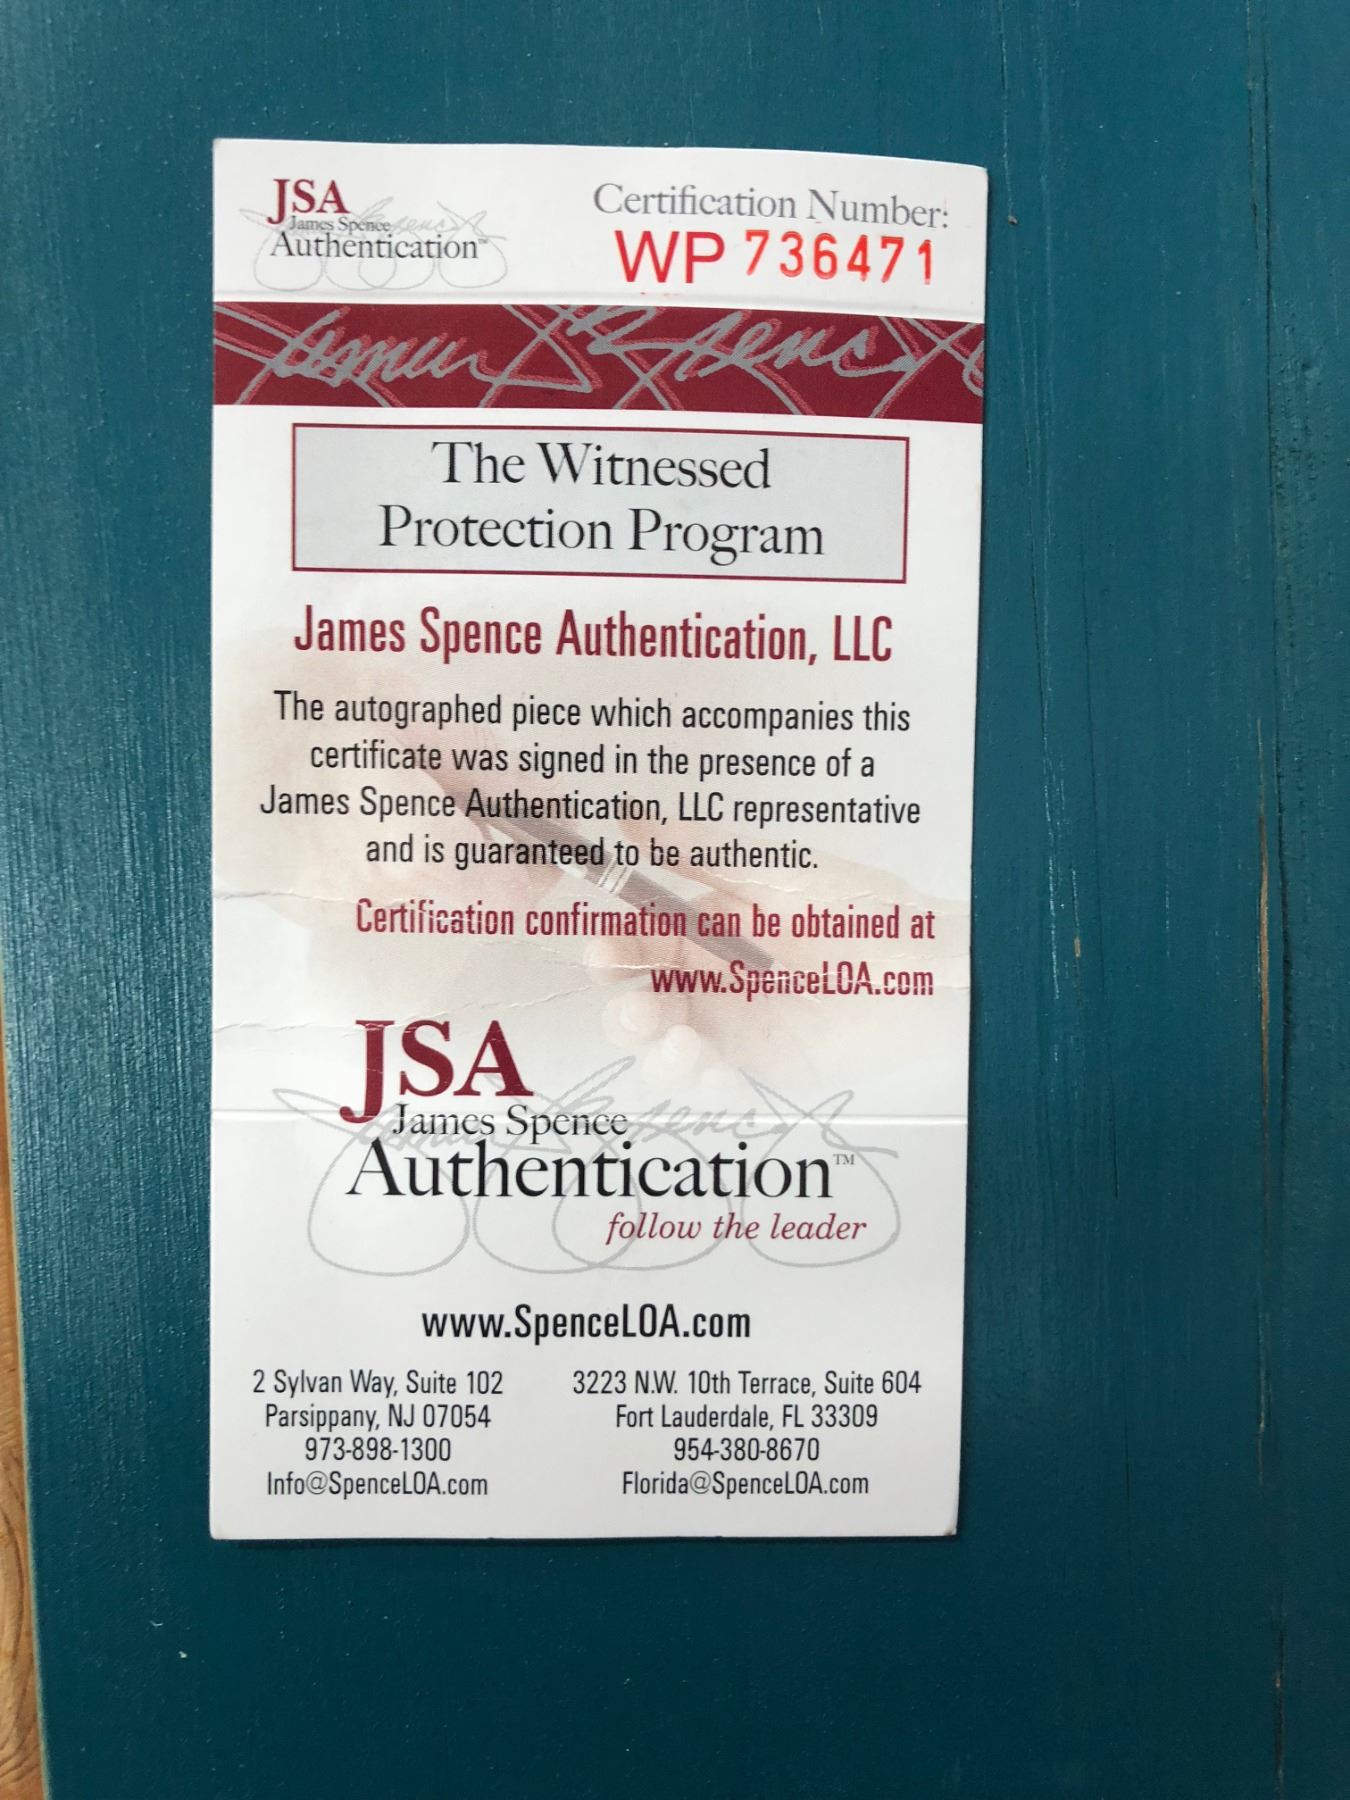 JSA
James Spence
Authentication™
Certification Number:
WP 736471
James Spence
The Witnessed
Protection Program
James Spence Authentication, LLC
The autographed piece which accompanies this
certificate was signed in the presence of a
James Spence Authentication, LLC representative
and is guaranteed to be authentic.
Certification confirmation can be obtained at
www.SpenceLOA.com
JSA
James Spence
Authentication™
follow the leader
www.SpenceLOA.com
2 Sylvan Way, Suite 102
Parsippany, NJ 07054
973-898-1300
Info@SpenceLOA.com
3223 N.W. 10th Terrace, Suite 604
Fort Lauderdale, FL 33309
954-380-8670
Florida@SpenceLOA.com